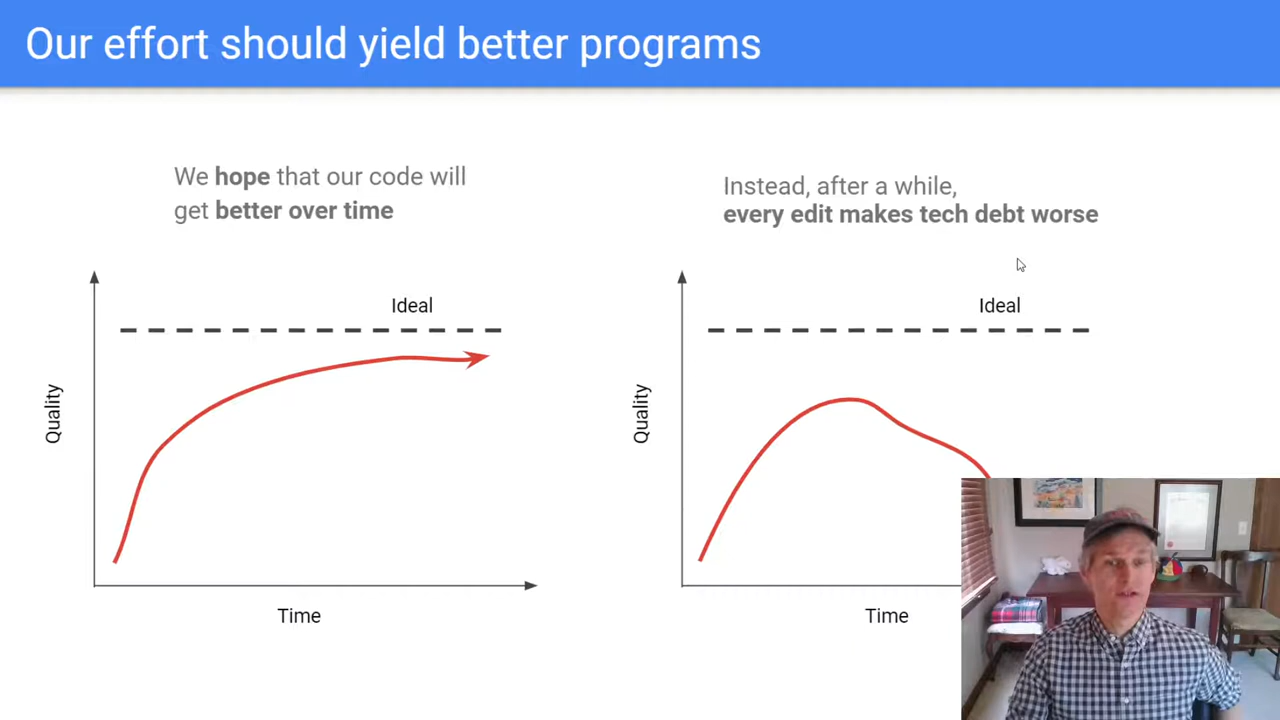 Our effort should yield better programs
We hope that our code will
get better over time
Ideal
Quality
Time
Instead, after a while,
every edit makes tech debt worse
Ideal
Quality
Time